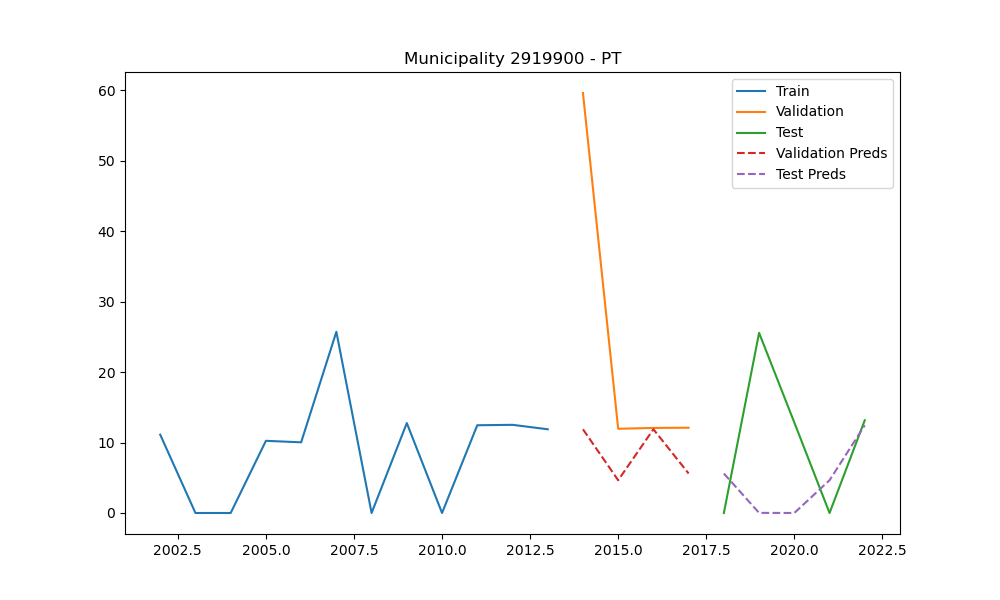 Municipality 2919900 - PT
Train
Validation
Test
Validation Preds
Test Preds
60
50
40
30
20
10
0
2002.5 2005.0 2007.5 2010.0 2012.5 2015.0 2017.5 2020.0 2022.5